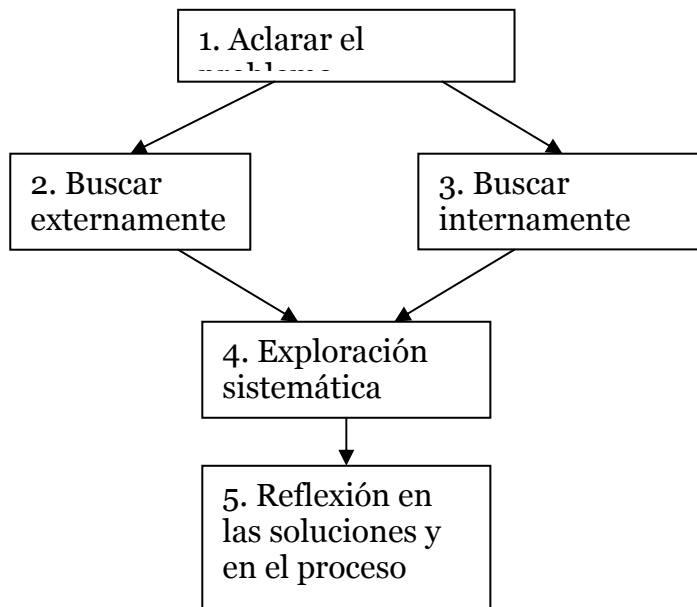 1. Aclarar el
2. Buscar
externamente
3. Buscar
internamente
4. Exploración
sistemática
5. Reflexión en
las soluciones y
en el proceso